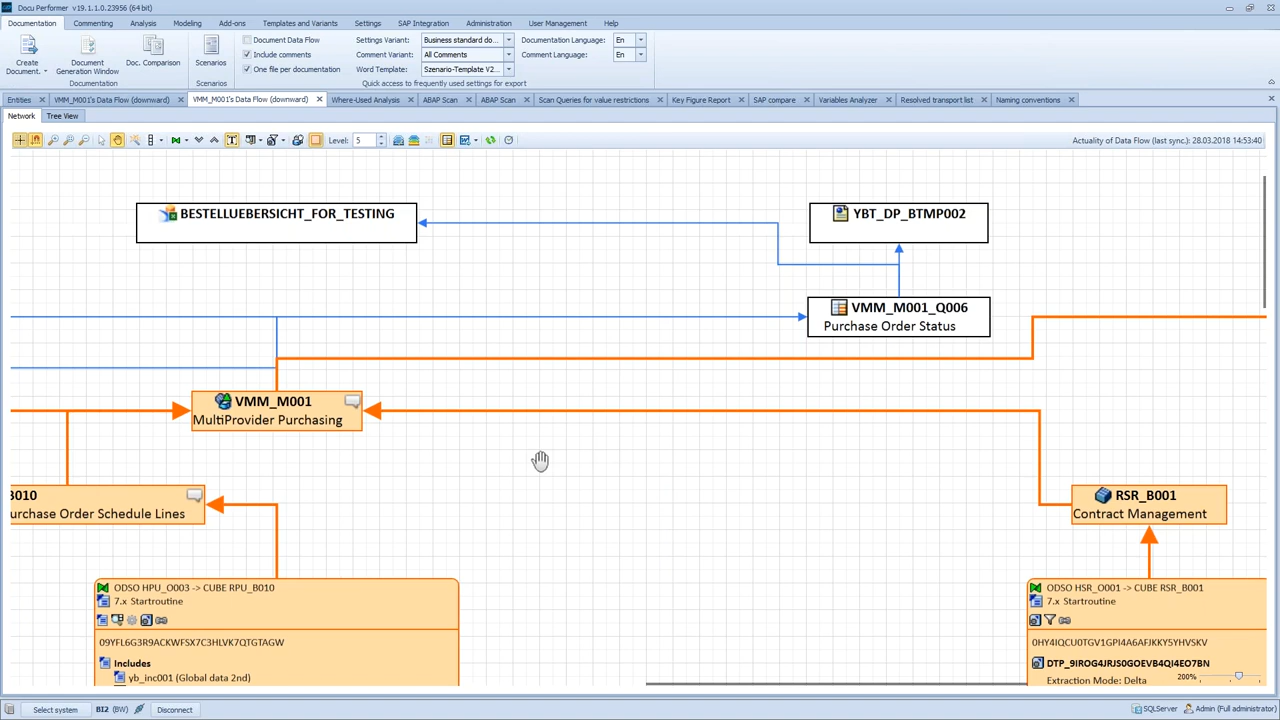 Docu Performer v19.1.1.0.23956 (64 bit)
Documentation Commenting Analysis Modeling Add-ons Templates and Variants Settings SAP Integration Administration User Management Help
Create Document.
Document Generation Window
Doc. Comparison
Documentation
Scenarios
Scenarios
Document Data Flow
Include comments
One file per documentation
Settings Variant: Business standard do...
Comment Variant: All Comments
Word Template: Szenario-Template V2...
Documentation Language: En
Comment Language: En
Quick access to frequently used settings for export
Entities VMM_M001's Data Flow (downward) VMM_M001's Data Flow (downward) Where-Used Analysis ABAP Scan ABAP Scan Scan Queries for value restrictions Key Figure Report SAP compare Variables Analyzer Resolved transport list Naming conventions
Network Tree View
Level: 5
Actuality of Data Flow (last sync.): 28.03.2018 14:53:40
BESTELLUEBERSICHT_FOR_TESTING
YBT_DP_BTMP002
VMM_M001_Q006
Purchase Order Status
VMM_M001
MultiProvider Purchasing
B010
urchase Order Schedule Lines
RSR_B001
Contract Management
ODSO HPU_O003 -> CUBE RPU_B010
7.x Startroutine
09YFL6G3R9ACKWFSX7C3HLVK7QTGTAGW
Includes
yb_inc001 (Global data 2nd)
ODSO HSR_O001 -> CUBE RSR_B001
7.x Startroutine
0HY4IQCU0TGV1GPI4A6AFJKKY5YHVSKV
DTP_9IROG4JRJS0GOEVB4QI4EO7BN
Extraction Mode: Delta
200%
Select system BI2 (BW) Disconnect
SQLServer Admin (Full administrator)